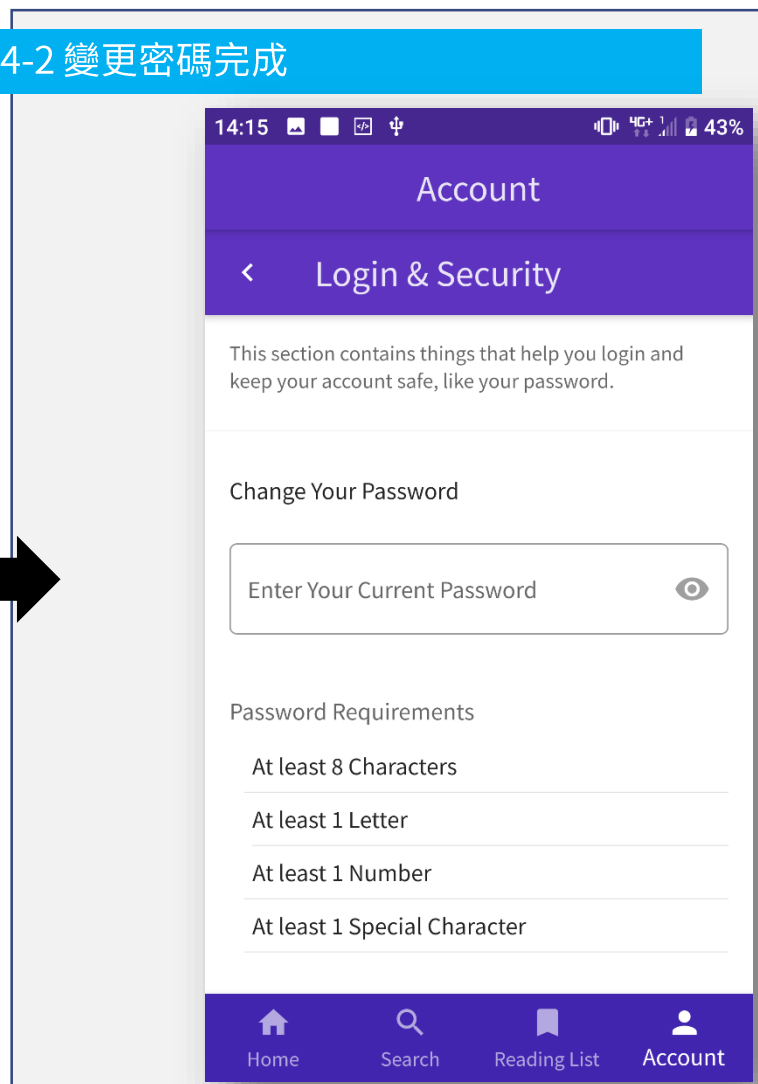 4-2 變更密碼完成
14:15 4G+ 1 43%
Account
Login & Security
This section contains things that help you login and
keep your account safe, like your password.
Change Your Password
Enter Your Current Password
Password Requirements
At least 8 Characters
At least 1 Letter
At least 1 Number
At least 1 Special Character
Home Search Reading List Account